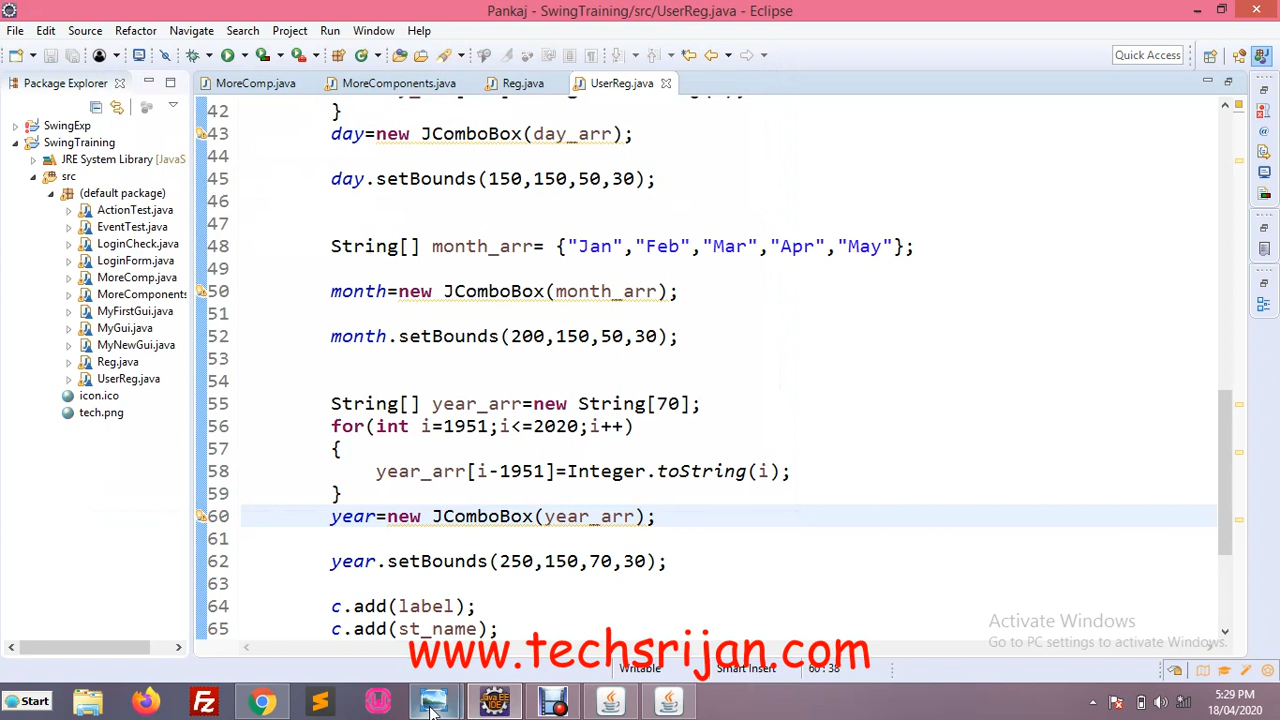 Pankaj - SwingTraining/src/UserReg.java - Eclipse
File Edit Source Refactor Navigate Search Project Run Window Help
Quick Access
Package Explorer
MoreComp.java
MoreComponents.java
Reg.java
UserReg.java
SwingExp
SwingTraining
JRE System Library [JavaS
src
(default package)
ActionTest.java
EventTest.java
LoginCheck.java
LoginForm.java
MoreComp.java
MoreComponents
MyFirstGui.java
MyGui.java
MyNewGui.java
Reg.java
UserReg.java
icon.ico
tech.png
42 }
43 day=new JComboBox(day_arr);
44
45 day.setBounds(150,150,50,30);
46
47
48 String[] month_arr= {"Jan","Feb","Mar","Apr","May"};
49
50 month=new JComboBox(month_arr);
51
52 month.setBounds(200,150,50,30);
53
54
55 String[] year_arr=new String[70];
56 for(int i=1951;i<=2020;i++)
57 {
58 year_arr[i-1951]=Integer.toString(i);
59 }
60 year=new JComboBox(year_arr);
61
62 year.setBounds(250,150,70,30);
63
64 c.add(label);
65 c.add(st_name);
Activate Windows
Go to PC settings to activate Windows.
www.techsrijan.com
Writable Smart Insert 60 : 38
Start
Java EE
IDE
5:29 PM
18/04/2020